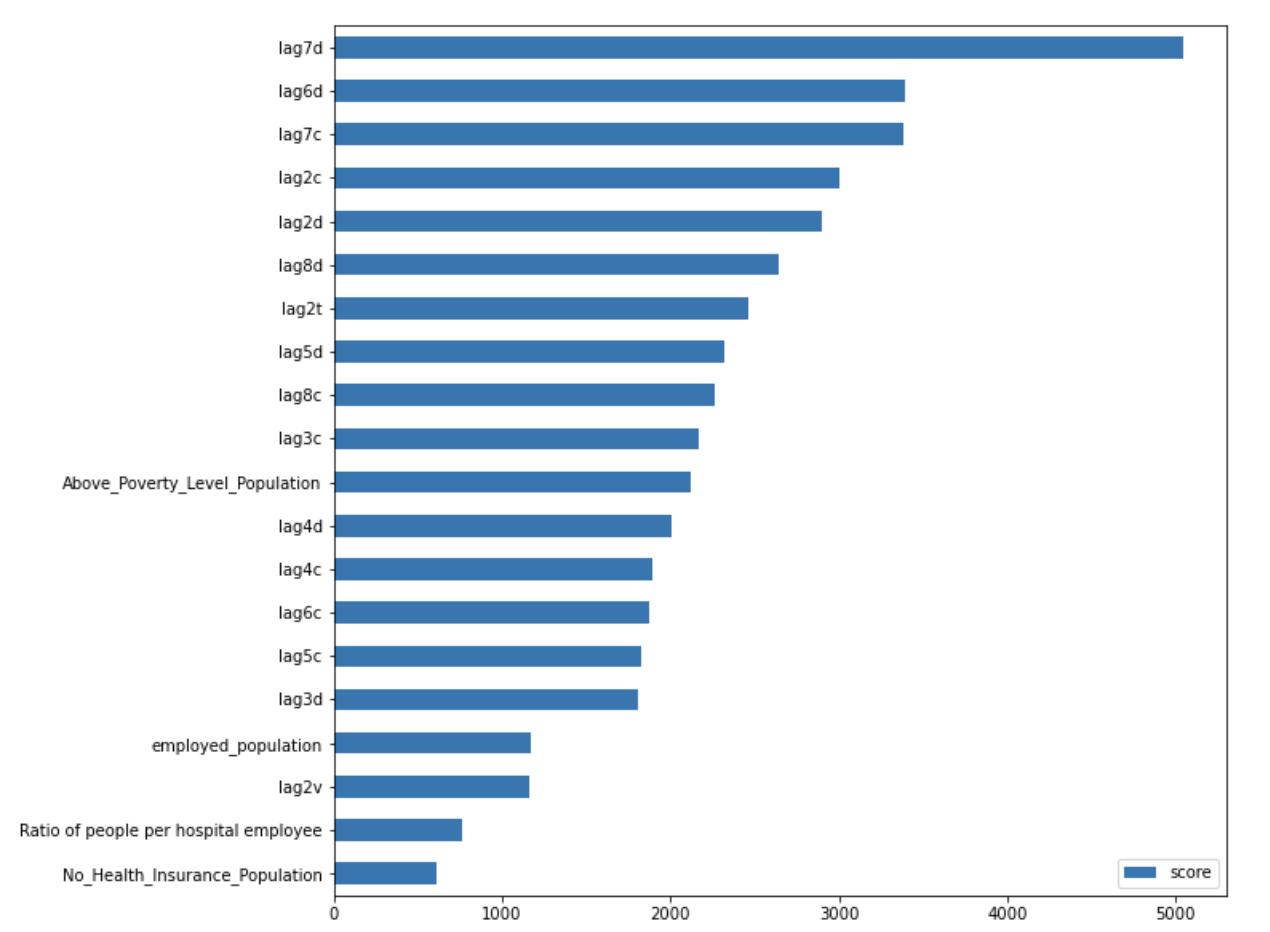 lag7d
lag6d
lag7c
lag2c
lag2d
lag8d
lag2t
lag5d
lag8c
lag3c
Above_Poverty_Level_Population
lag4d
lag4c
lag6c
lag5c
lag3d
employed_population
lag2v
Ratio of people per hospital employee
No_Health_Insurance_Population
score
0 1000 2000 3000 4000 5000